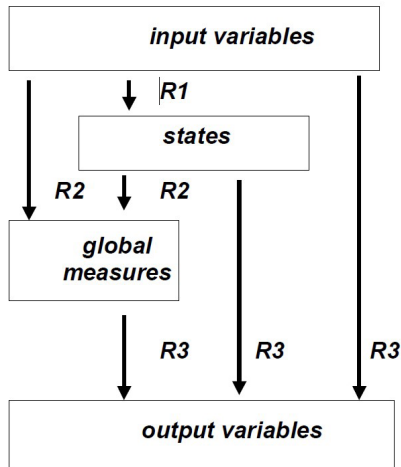 input variables
R1
states
R2 R2
global
measures
R3 R3 R3
output variables